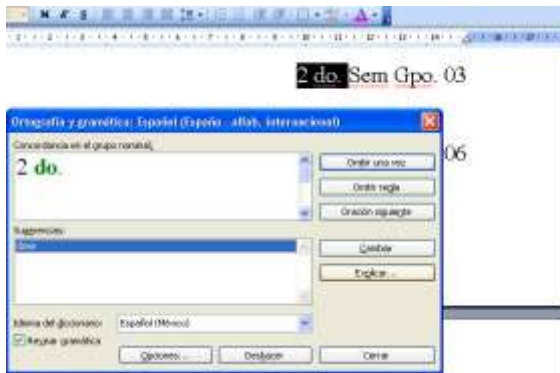 N K S
2 do. Sem Gpo. 03
06
Ortografía y gramática: Español (Españo - alfab. internacional)
Concordancia en el grupo nominal.
2 do.
Omitir una vez
Omitir regla
Oración siguiente
Sugerencias:
Cambiar
Explicar...
Idioma del diccionario: Español (México)
Revisar gramática
Opciones... Deshacer Cerrar